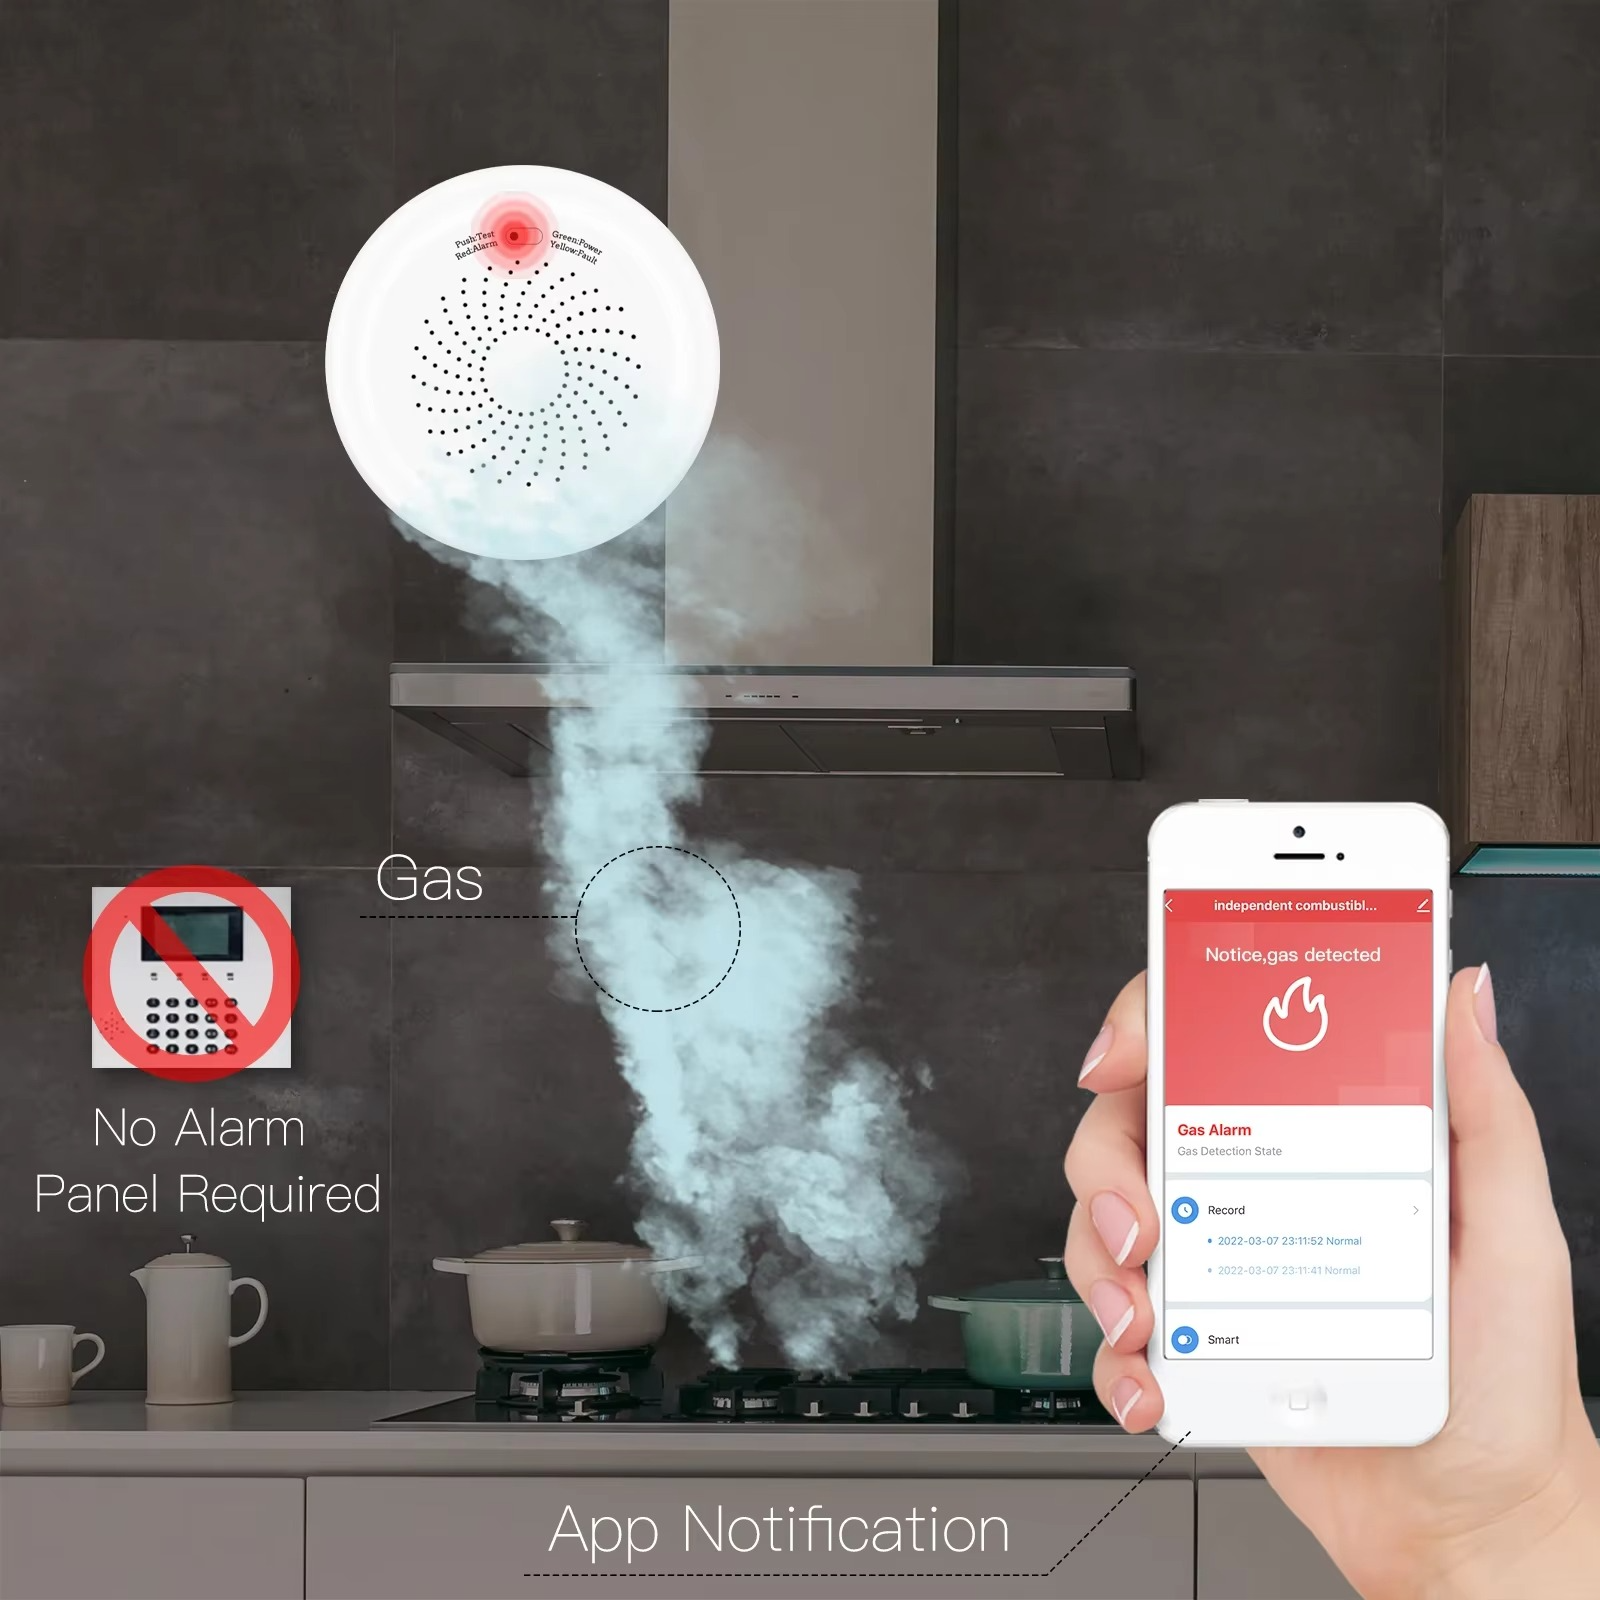 Push:Test
Red:Alarm
Green:Power
Yellow:Fault
Gas
No Alarm
Panel Required
independent combustibl...
Notice,gas detected
Gas Alarm
Gas Detection State
Record
2022-03-07 23:11:52 Normal
2022-03-07 23:11:41 Normal
Smart
App Notification